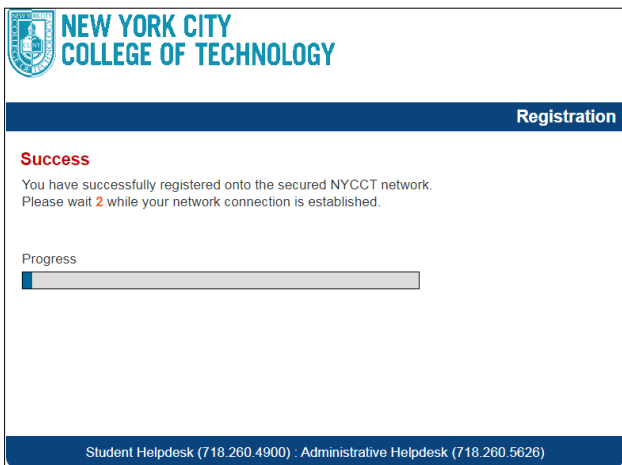 NEW YORK CITY
COLLEGE OF TECHNOLOGY
Registration
Success
You have successfully registered onto the secured NYCCT network.
Please wait 2 while your network connection is established.
Progress
Student Helpdesk (718.260.4900) : Administrative Helpdesk (718.260.5626)